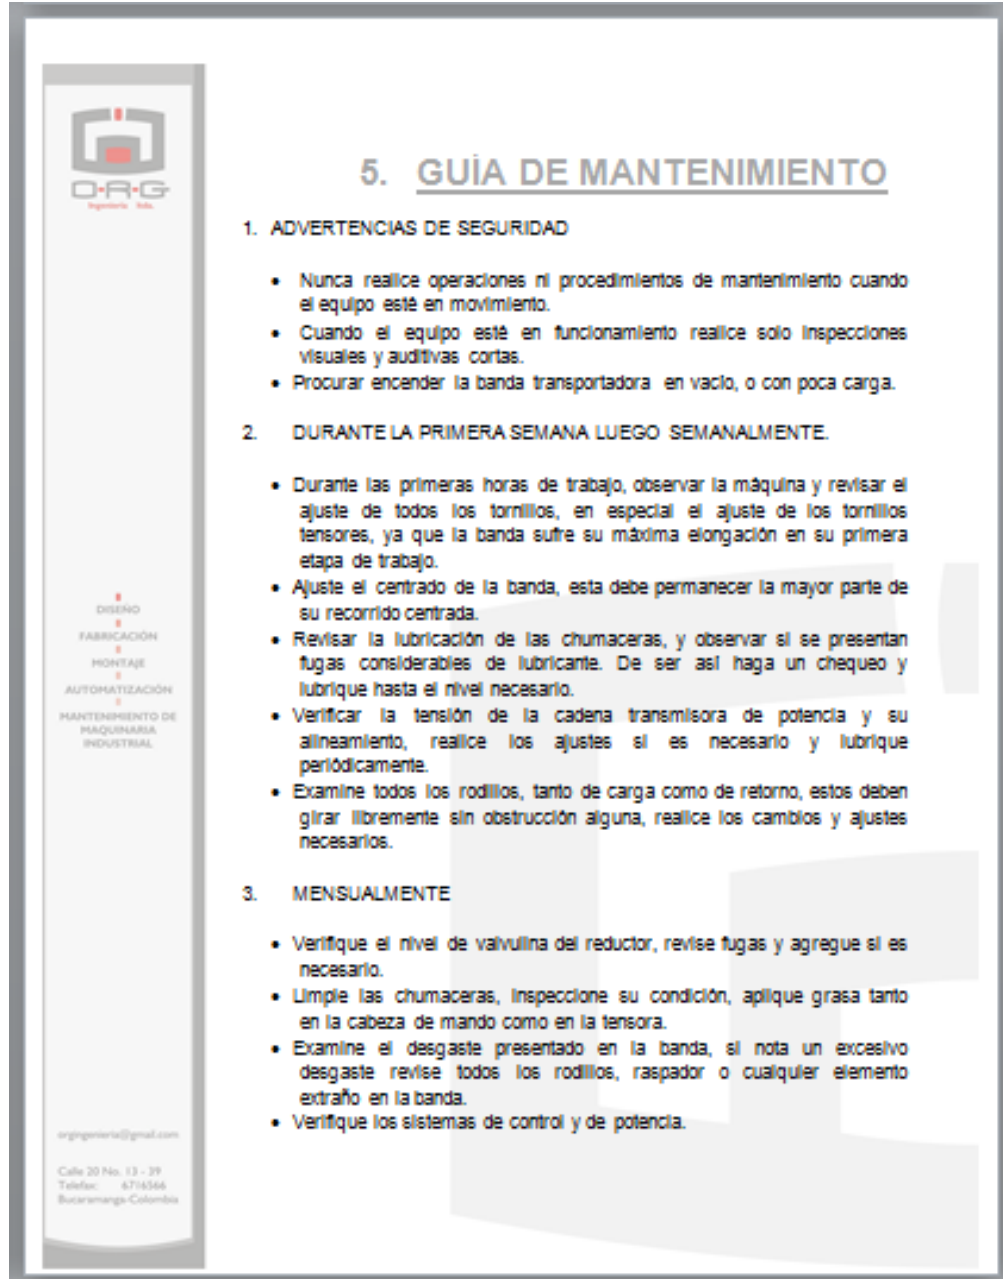 O-R-G
Ingeniería ltda.
5. GUÍA DE MANTENIMIENTO
1. ADVERTENCIAS DE SEGURIDAD
• Nunca realice operaciones ni procedimientos de mantenimiento cuando
el equipo esté en movimiento.
• Cuando el equipo esté en funcionamiento realice solo inspecciones
visuales y auditivas cortas.
• Procurar encender la banda transportadora en vacío, o con poca carga.
2. DURANTE LA PRIMERA SEMANA LUEGO SEMANALMENTE.
• Durante las primeras horas de trabajo, observar la máquina y revisar el
ajuste de todos los tornillos, en especial el ajuste de los tornillos
tensores, ya que la banda sufre su máxima elongación en su primera
etapa de trabajo.
• Ajuste el centrado de la banda, esta debe permanecer la mayor parte de
su recorrido centrada.
• Revisar la lubricación de las chumaceras, y observar si se presentan
fugas considerables de lubricante. De ser así haga un chequeo y
lubrique hasta el nivel necesario.
• Verificar la tensión de la cadena transmisora de potencia y su
alineamiento, realice los ajustes si es necesario y lubrique
periódicamente.
• Examine todos los rodillos, tanto de carga como de retorno, estos deben
girar libremente sin obstrucción alguna, realice los cambios y ajustes
necesarios.
3. MENSUALMENTE
• Verifique el nivel de valvulina del reductor, revise fugas y agregue si es
necesario.
• Limpie las chumaceras, inspeccione su condición, aplique grasa tanto
en la cabeza de mando como en la tensora.
• Examine el desgaste presentado en la banda, si nota un excesivo
desgaste revise todos los rodillos, raspador o cualquier elemento
extraño en la banda.
• Verifique los sistemas de control y de potencia.
DISEÑO
FABRICACIÓN
MONTAJE
AUTOMATIZACIÓN
MANTENIMIENTO DE
MAQUINARIA
INDUSTRIAL
orgingenieria@gmail.com
Calle 20 No. 13 - 39
Telefax: 6716566
Bucaramanga-Colombia